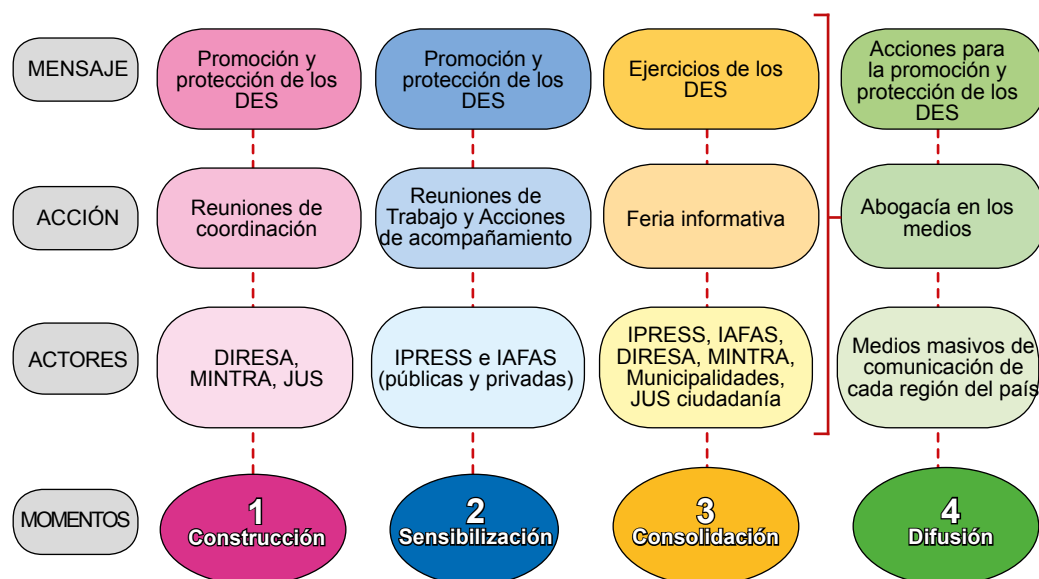 MENSAJE
Promoción y
protección de los
DES
Promoción y
protección de los
DES
Ejercicios de los
DES
Acciones para
la promoción y
protección de los
DES
ACCIÓN
Reuniones de
coordinación
Reuniones de
Trabajo y Acciones
de acompañamiento
Feria informativa
Abogacía en los
medios
ACTORES
DIRESA,
MINTRA, JUS
IPRESS e IAFAS
(públicas y privadas)
IPRESS, IAFAS,
DIRESA, MINTRA,
Municipalidades,
JUS ciudadanía
Medios masivos de
comunicación de
cada región del país
MOMENTOS
1
Construcción
2
Sensibilización
3
Consolidación
4
Difusión